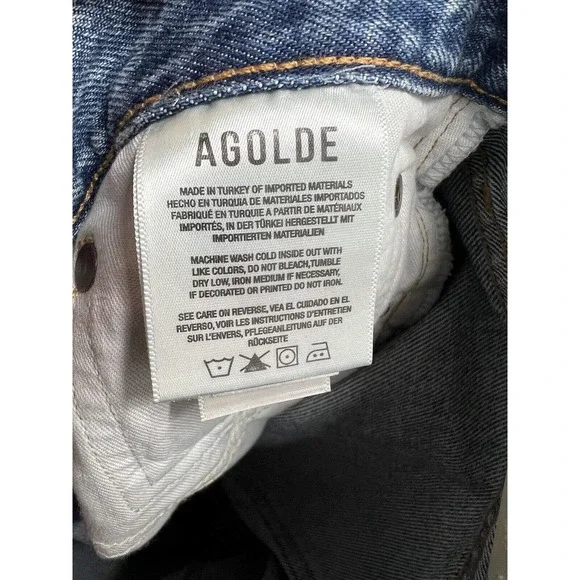 AGOLDE
MADE IN TURKEY OF IMPORTED MATERIALS
HECHO EN TURQUIA DE MATERIALES IMPORTADOS
FABRIQUÉ EN TURQUIE A PARTIR DE MATÉRIAUX
IMPORTÉS, IN DER TÜRKEI HERGESTELLT MIT
IMPORTIERTEN MATERIALIEN
MACHINE WASH COLD INSIDE OUT WITH
LIKE COLORS, DO NOT BLEACH,TUMBLE
DRY LOW, IRON MEDIUM IF NECESSARY,
IF DECORATED OR PRINTED DO NOT IRON.
SEE CARE ON REVERSE, VEA EL CUIDADO EN EL
REVERSO, VOIR LES INSTRUCTIONS D'ENTRETIEN
SUR L'ENVERS, PFLEGEANLEITUNG AUF DER
RÜCKSEITE